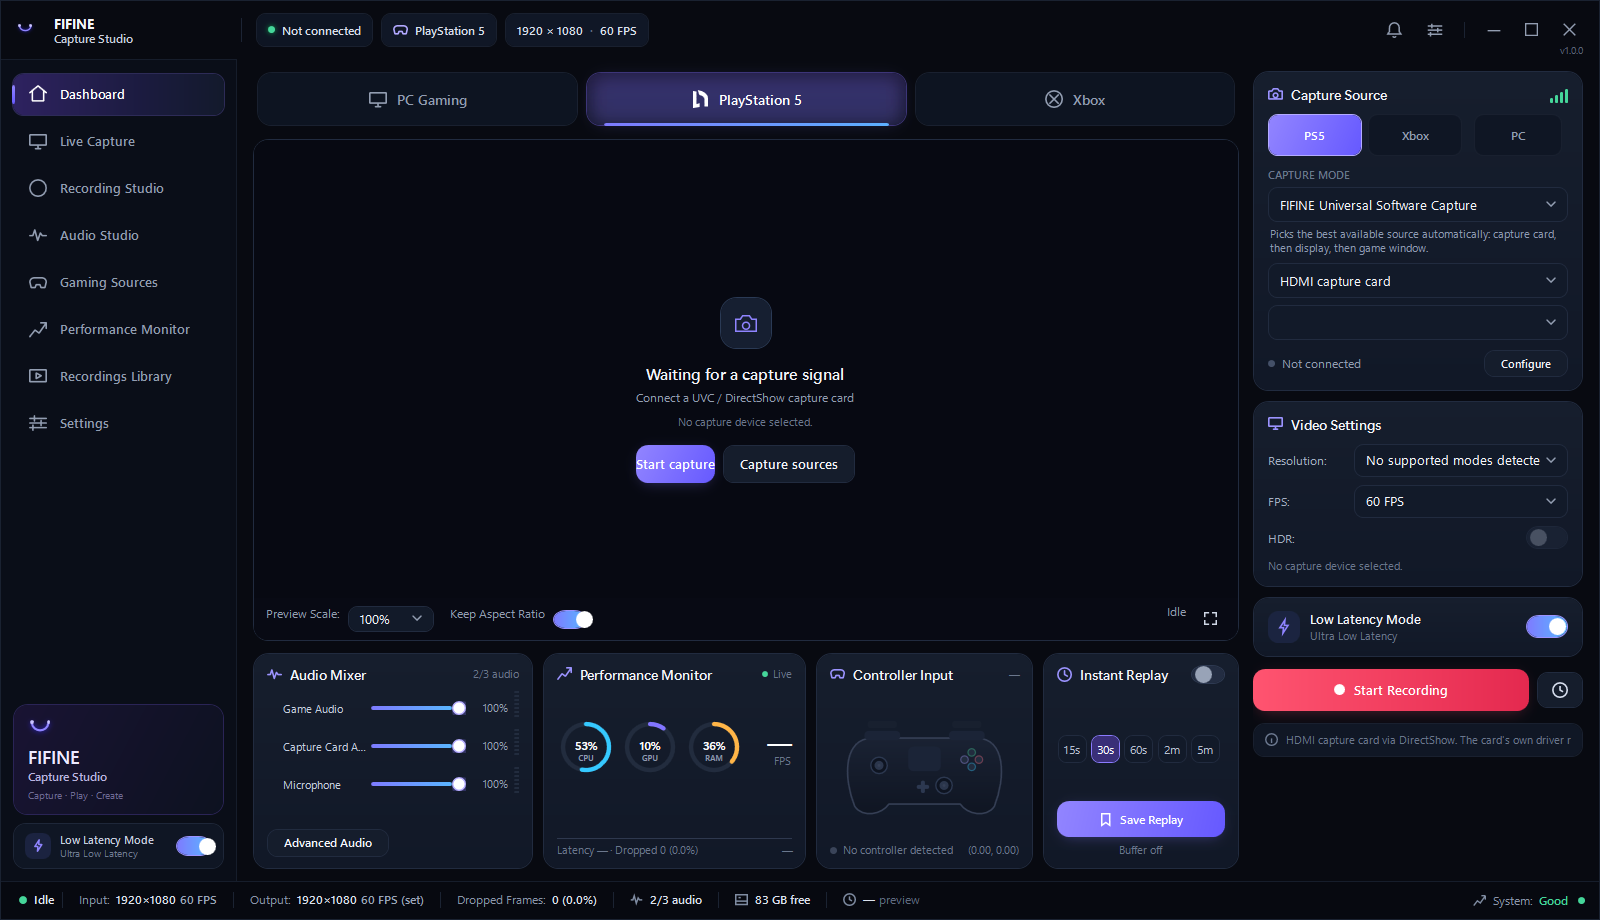 FIFINE
Capture Studio
Not connected
PlayStation 5
1920 × 1080 · 60 FPS
v1.0.0
Dashboard
Live Capture
Recording Studio
Audio Studio
Gaming Sources
Performance Monitor
Recordings Library
Settings
FIFINE
Capture Studio
Capture · Play · Create
Low Latency Mode
Ultra Low Latency
PC Gaming
PlayStation 5
Xbox
Waiting for a capture signal
Connect a UVC / DirectShow capture card
No capture device selected.
Start capture
Capture sources
Preview Scale:
100%
Keep Aspect Ratio
Idle
Audio Mixer
2/3 audio
Game Audio
100%
Capture Card A...
100%
Microphone
100%
Advanced Audio
Performance Monitor
Live
53%
CPU
10%
GPU
36%
RAM
—
FPS
Latency — · Dropped 0 (0.0%)
—
Controller Input
—
No controller detected
(0.00, 0.00)
Instant Replay
15s
30s
60s
2m
5m
Save Replay
Buffer off
Capture Source
PS5
Xbox
PC
CAPTURE MODE
FIFINE Universal Software Capture
Picks the best available source automatically: capture card,
then display, then game window.
HDMI capture card
Not connected
Configure
Video Settings
Resolution:
No supported modes detecte
FPS:
60 FPS
HDR:
No capture device selected.
Low Latency Mode
Ultra Low Latency
Start Recording
HDMI capture card via DirectShow. The card's own driver r
Idle
Input: 1920×1080 60 FPS
Output: 1920×1080 60 FPS (set)
Dropped Frames: 0 (0.0%)
2/3 audio
83 GB free
— preview
System: Good